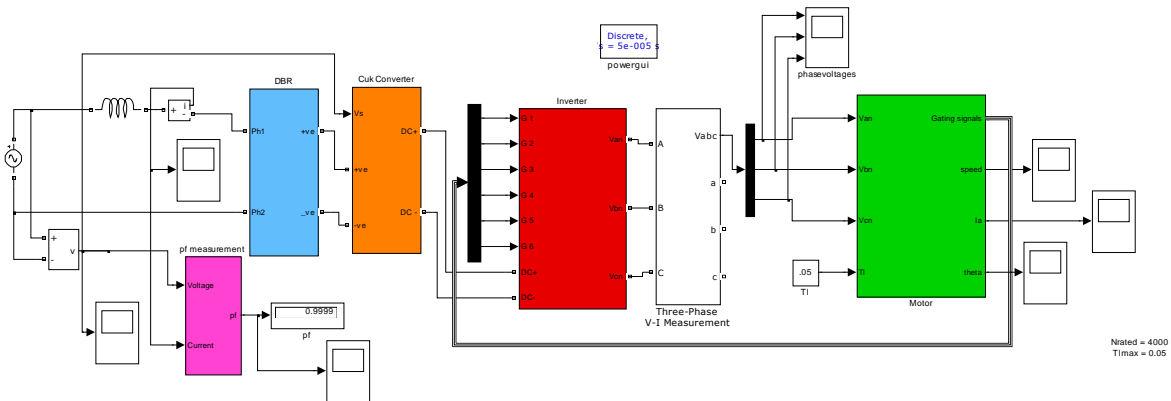 Discrete,
s = 5e-005 s
powergui
phasevoltages
DBR
Cuk Converter
Inverter
Vabc
Three-Phase
V-I Measurement
A
B
C
a
b
c
i
+
-
Ph1
Ph2
+ve
_ve
Vs
+ve
-ve
DC+
DC -
G 1
G 2
G 3
G 4
G 5
G 6
DC+
DC-
Van
Vbn
Vcn
Van
Vbn
Vcn
Tl
Gating signals
speed
Ia
theta
Motor
.05
Tl
+
-
v
pf measurement
Voltage
Current
pf
0.9999
pf
Nrated = 4000
Tlmax = 0.05